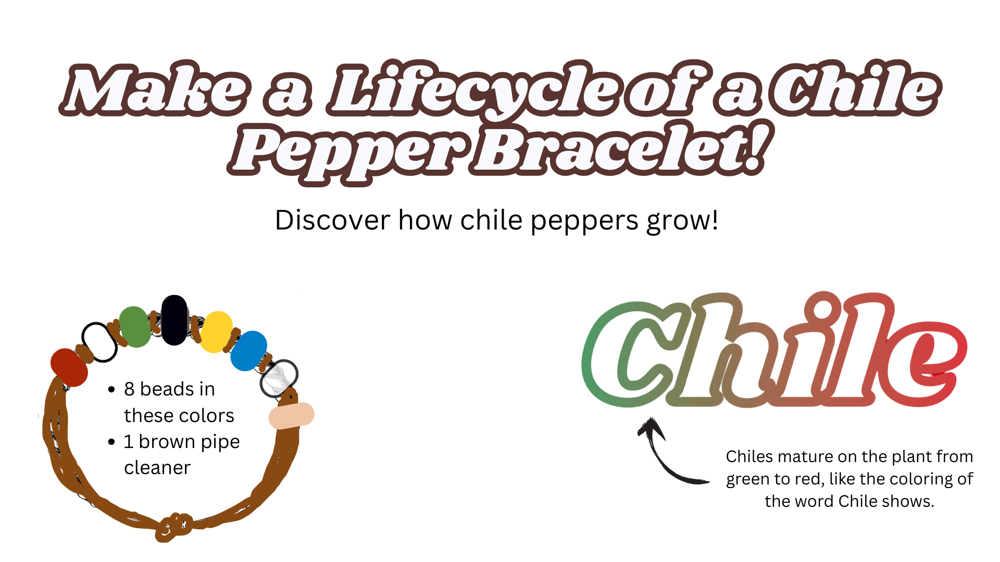 Make a Lifecycle of a Chile
Pepper Bracelet!
Discover how chile peppers grow!
• 8 beads in
these colors
• 1 brown pipe
cleaner
Chile
Chiles mature on the plant from
green to red, like the coloring of
the word Chile shows.